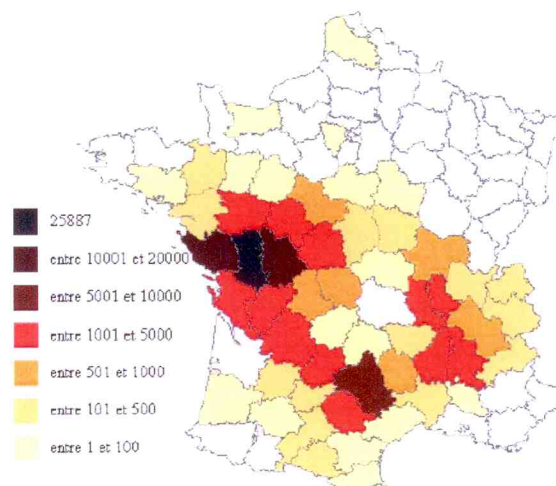 25887
entre 10001 et 20000
entre 5001 et 10000
entre 1001 et 5000
entre 501 et 1000
entre 101 et 500
entre 1 et 100